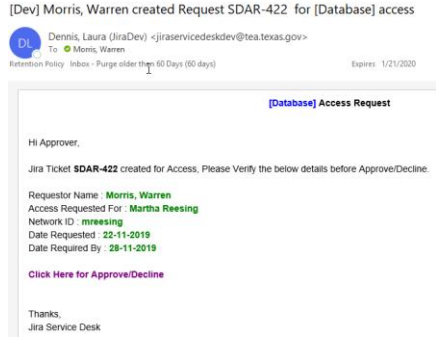 [Dev] Morris, Warren created Request SDAR-422 for [Database] access
DL
Dennis, Laura (JiraDev) <jiraservicedeskdev@tea.texas.gov>
To Morris, Warren
Retention Policy Inbox - Purge older than 60 Days (60 days) Expires 1/21/2020
[Database] Access Request
Hi Approver,
Jira Ticket SDAR-422 created for Access, Please Verify the below details before Approve/Decline.
Requestor Name : Morris, Warren
Access Requested For : Martha Reesing
Network ID : mreesing
Date Requested : 22-11-2019
Date Required By : 28-11-2019
Click Here for Approve/Decline
Thanks,
Jira Service Desk